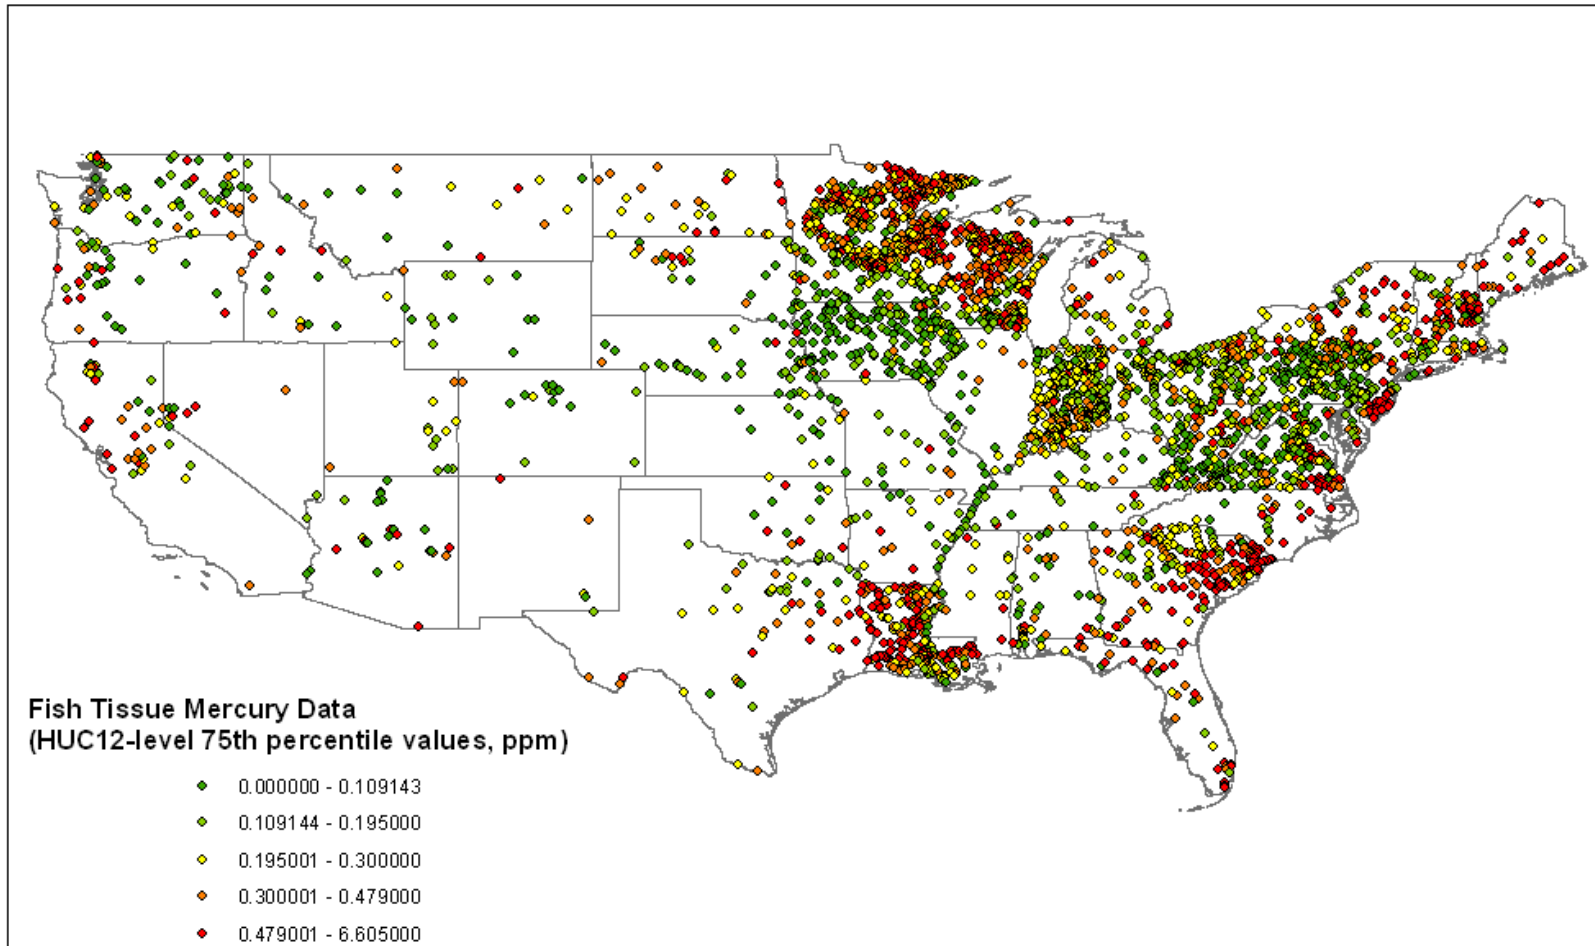 Fish Tissue Mercury Data
(HUC12-level 75th percentile values, ppm)
0.000000 - 0.109143
0.109144 - 0.195000
0.195001 - 0.300000
0.300001 - 0.479000
0.479001 - 6.605000